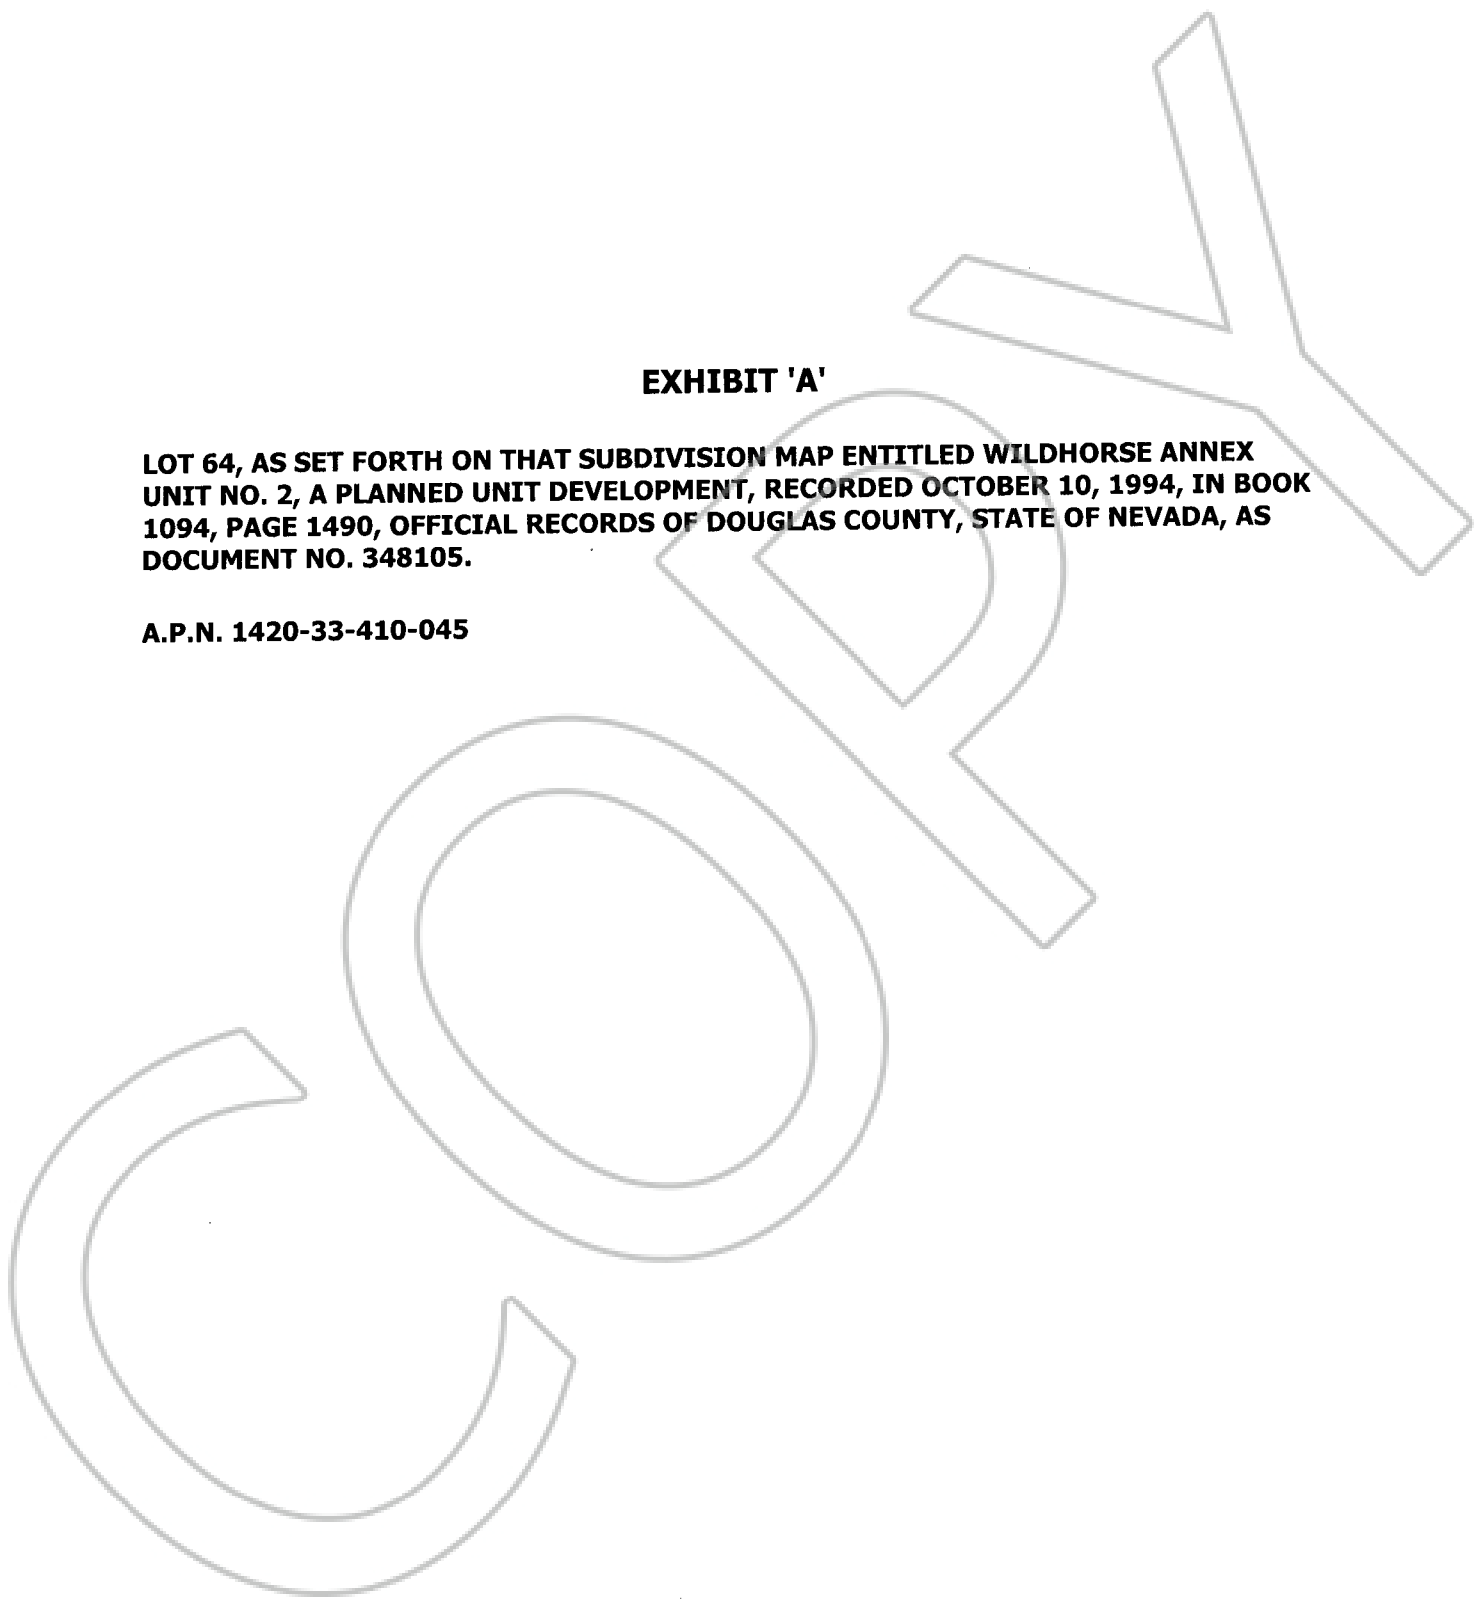 EXHIBIT 'A'
LOT 64, AS SET FORTH ON THAT SUBDIVISION MAP ENTITLED WILDHORSE ANNEX
UNIT NO. 2, A PLANNED UNIT DEVELOPMENT, RECORDED OCTOBER 10, 1994, IN BOOK
1094, PAGE 1490, OFFICIAL RECORDS OF DOUGLAS COUNTY, STATE OF NEVADA, AS
DOCUMENT NO. 348105.
A.P.N. 1420-33-410-045
COPY